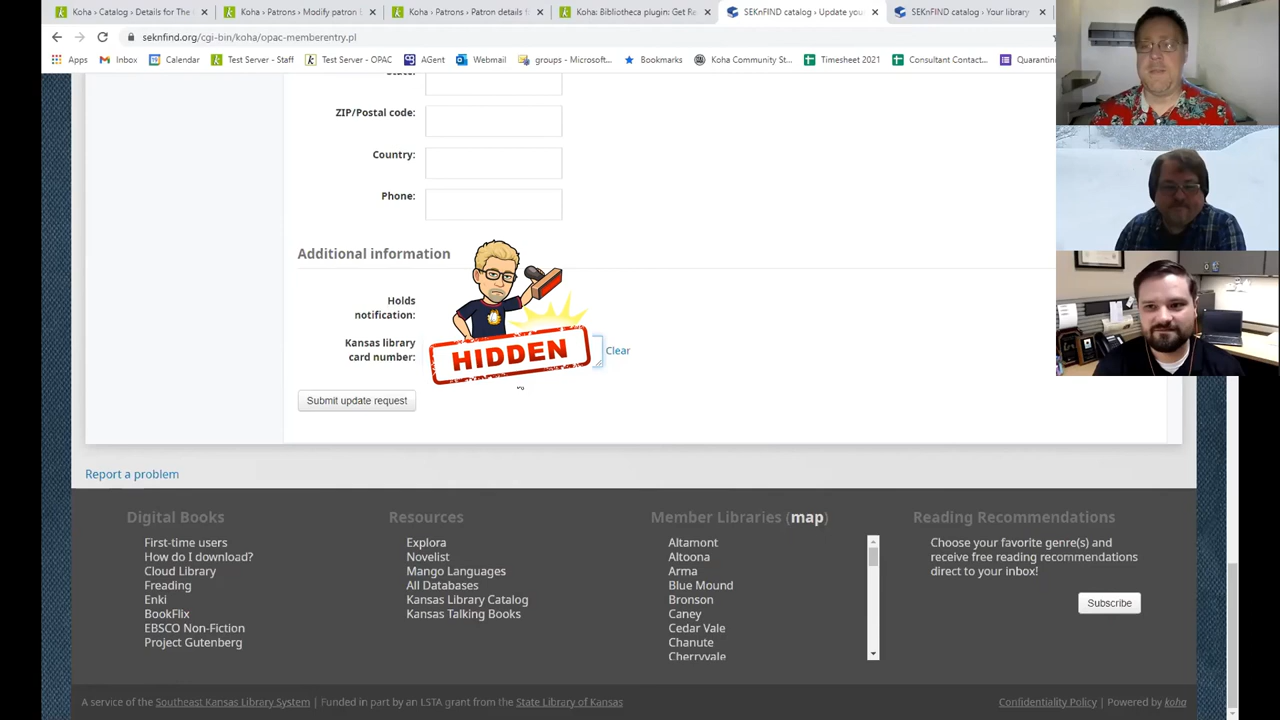 Koha › Catalog › Details for The
Koha › Patrons › Modify patron
Koha › Patrons › Patron details f
Koha: Bibliotheca plugin: Get Re
SEKnFIND catalog › Update you
SEKnFIND catalog › Your library
seknfind.org/cgi-bin/koha/opac-memberentry.pl
Apps
Inbox
Calendar
Test Server - Staff
Test Server - OPAC
AGent
Webmail
groups - Microsoft...
Bookmarks
Koha Community St...
Timesheet 2021
Consultant Contact...
Quarantin
State:
ZIP/Postal code:
Country:
Phone:
Additional information
Holds
notification:
Kansas library
card number:
HIDDEN
Clear
Submit update request
Report a problem
Digital Books
First-time users
How do I download?
Cloud Library
Freading
Enki
BookFlix
EBSCO Non-Fiction
Project Gutenberg
Resources
Explora
Novelist
Mango Languages
All Databases
Kansas Library Catalog
Kansas Talking Books
Member Libraries (map)
Altamont
Altoona
Arma
Blue Mound
Bronson
Caney
Cedar Vale
Chanute
Cherryvale
Reading Recommendations
Choose your favorite genre(s) and
receive free reading recommendations
direct to your inbox!
Subscribe
A service of the Southeast Kansas Library System | Funded in part by an LSTA grant from the State Library of Kansas
Confidentiality Policy | Powered by koha